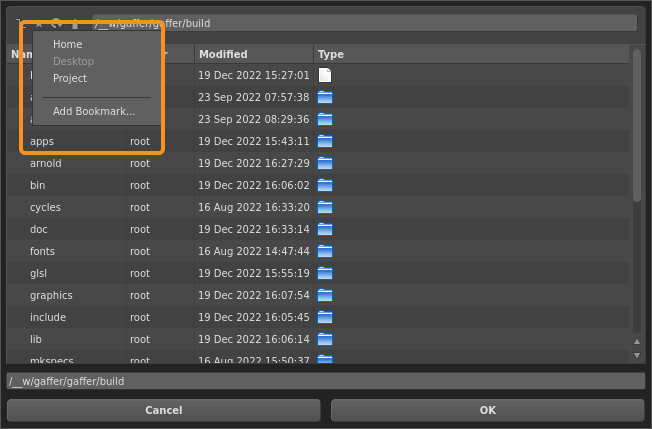 /__w/gaffer/gaffer/build
Modified Type
Home
Desktop
Project
Add Bookmark...
19 Dec 2022 15:27:01
23 Sep 2022 07:57:38
23 Sep 2022 08:29:36
apps root 19 Dec 2022 15:43:11
arnold root 19 Dec 2022 16:27:29
bin root 19 Dec 2022 16:06:02
cycles root 16 Aug 2022 16:33:20
doc root 19 Dec 2022 16:33:14
fonts root 16 Aug 2022 14:47:44
glsl root 19 Dec 2022 15:55:19
graphics root 19 Dec 2022 16:07:54
include root 19 Dec 2022 16:05:45
lib root 19 Dec 2022 16:06:14
mkspecs root 16 Aug 2022 15:50:37
/__w/gaffer/gaffer/build
Cancel OK